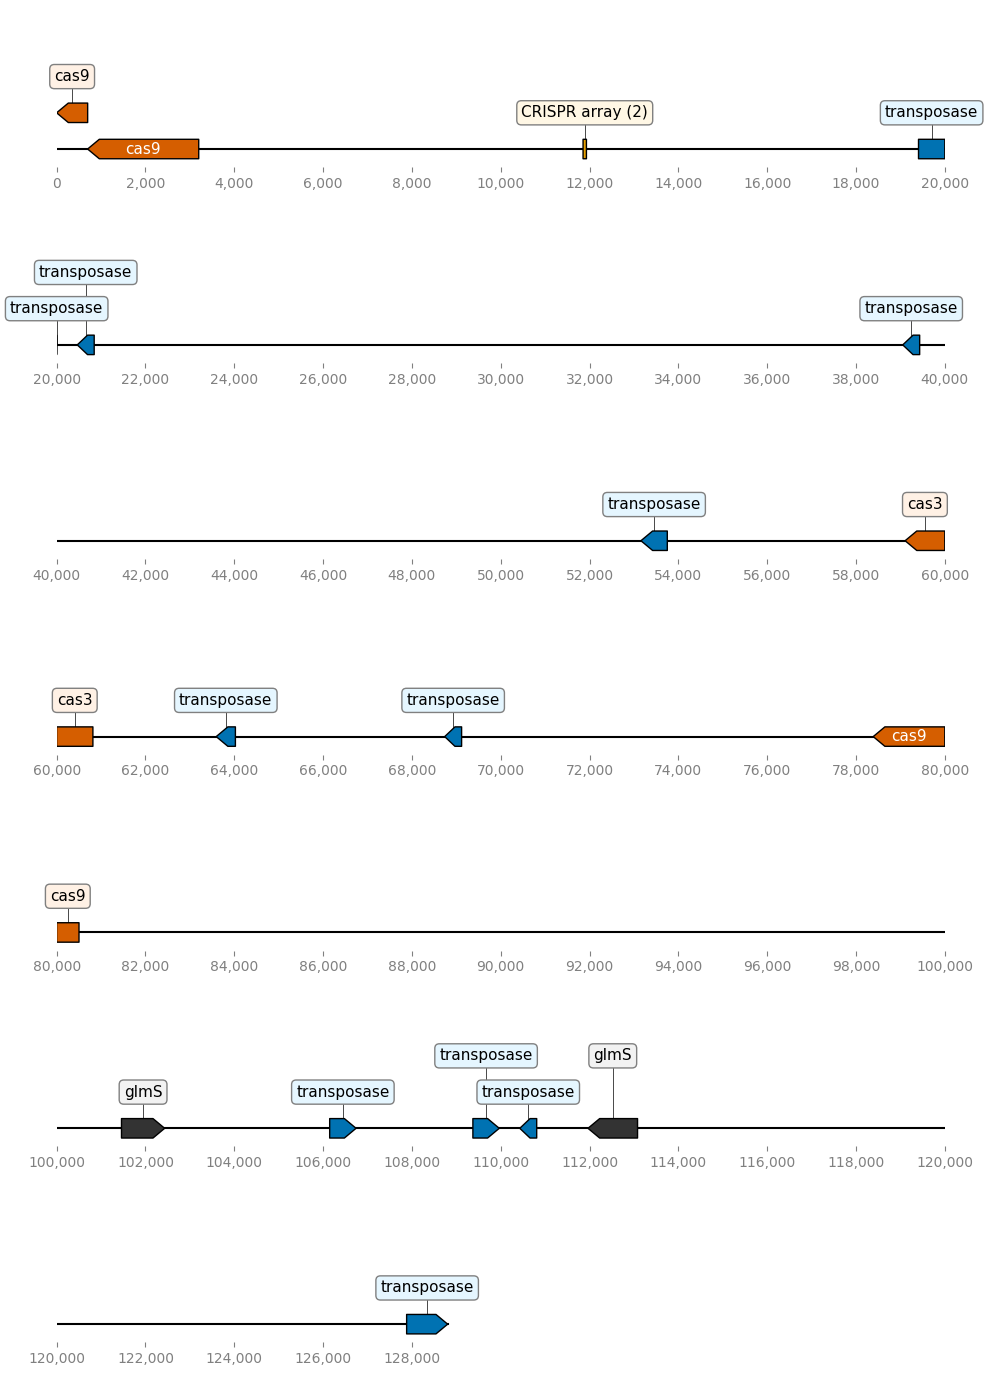 cas9
CRISPR array (2) transposase
cas9
0 2,000 4,000 6,000 8,000 10,000 12,000 14,000 16,000 18,000 20,000
transposase
transposase transposase
20,000 22,000 24,000 26,000 28,000 30,000 32,000 34,000 36,000 38,000 40,000
transposase cas3
40,000 42,000 44,000 46,000 48,000 50,000 52,000 54,000 56,000 58,000 60,000
cas3 transposase transposase
cas9
60,000 62,000 64,000 66,000 68,000 70,000 72,000 74,000 76,000 78,000 80,000
cas9
80,000 82,000 84,000 86,000 88,000 90,000 92,000 94,000 96,000 98,000 100,000
transposase glmS
glmS transposase transposase
100,000 102,000 104,000 106,000 108,000 110,000 112,000 114,000 116,000 118,000 120,000
transposase
120,000 122,000 124,000 126,000 128,000